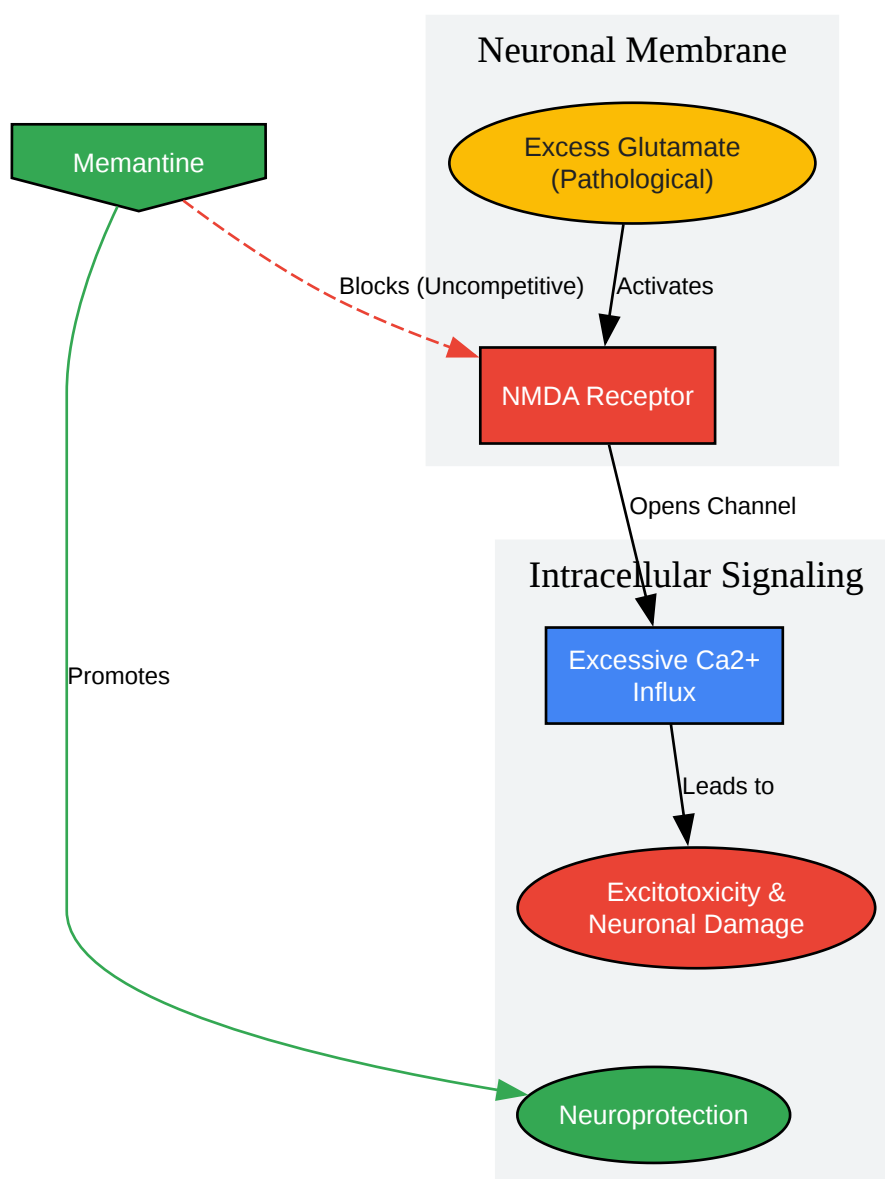 Neuronal Membrane
Excess Glutamate
(Pathological)
Memantine
Blocks (Uncompetitive)
Activates
NMDA Receptor
Opens Channel
Intracellular Signaling
Excessive Ca2+
Influx
Promotes
Leads to
Excitotoxicity &
Neuronal Damage
Neuroprotection